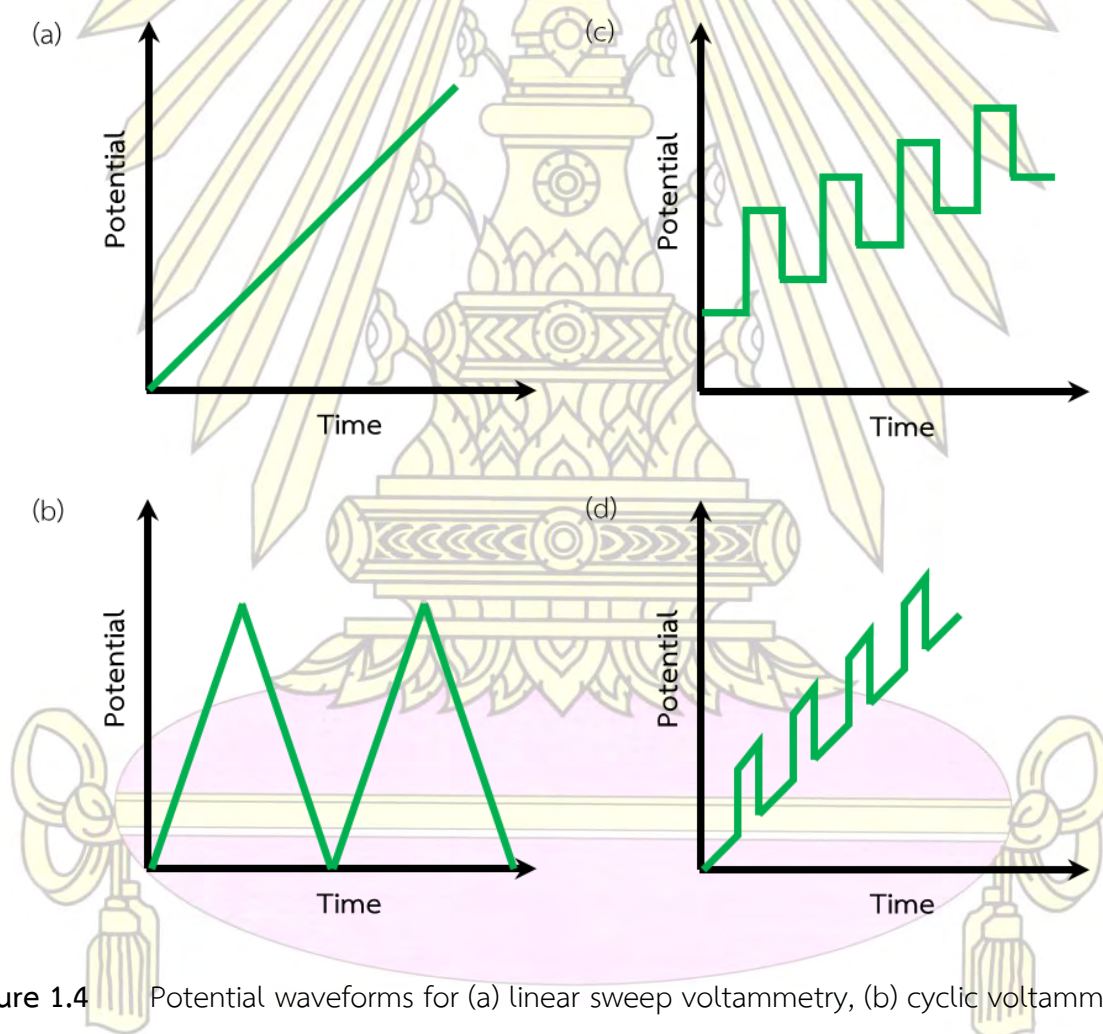 (a)
Potential
Time
(c)
Potential
Time
(b)
Potential
Time
(d)
Potential
Time
ure 1.4 Potential waveforms for (a) linear sweep voltammetry, (b) cyclic voltamm